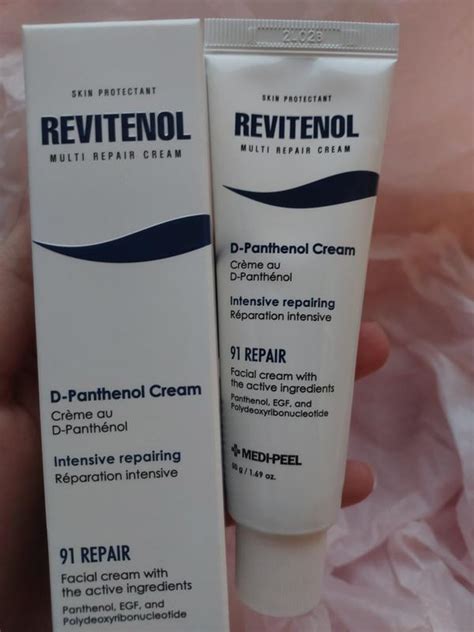 SKIN PROTECTANT
REVITENOL
MULTI REPAIR CREAM
D-Panthenol Cream
Crème au
D-Panthénol
Intensive repairing
Réparation intensive
91 REPAIR
Facial cream with
the active ingredients
Panthenol, EGF, and
Polydeoxyribonucleotide
SKIN PROTECTANT
REVITENOL
MULTI REPAIR CREAM
D-Panthenol Cream
Crème au
D-Panthénol
Intensive repairing
Réparation intensive
91 REPAIR
Facial cream with
the active ingredients
Panthenol, EGF, and
Polydeoxyribonucleotide
MEDI-PEEL
50 g / 1.69 oz.